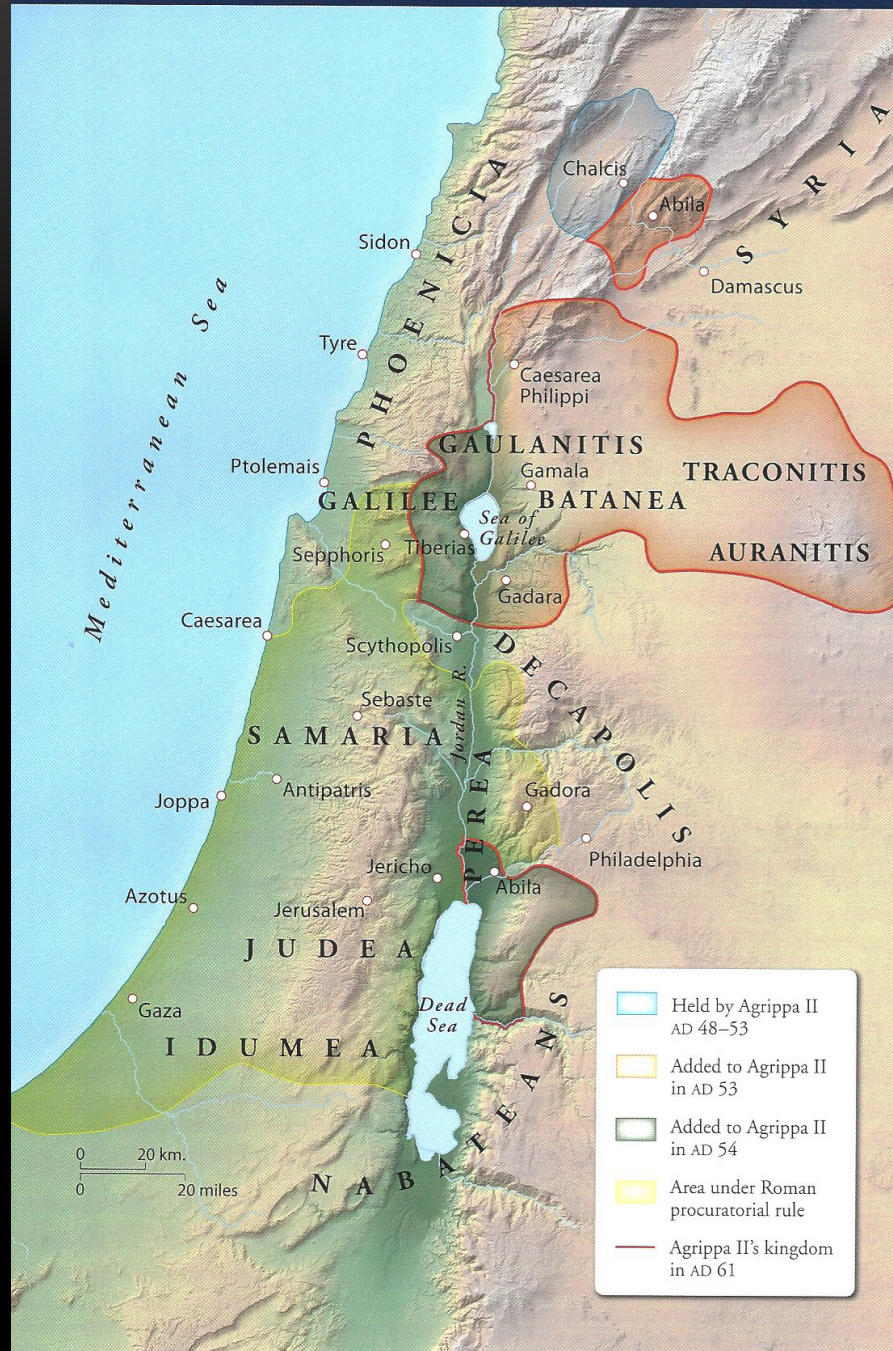 Chalcis
Abila
SYRIA
Damascus
Sidon
PHOENICIA
Tyre
Mediterranean Sea
Caesarea
Philippi
GAULANITIS
Ptolemais
Gamala
TRACONITIS
GALILEE
BATANEA
Sea of
Galilee
Sepphoris
Tiberias
AURANITIS
Gadara
Caesarea
Scythopolis
DECAPOLIS
Jordan R.
Sebaste
SAMARIA
PEREA
Antipatris
Joppa
Gadora
Philadelphia
Jericho
Abila
Azotus
Jerusalem
JUDEA
Dead
Sea
Gaza
IDUMEA
NABATEANS
0 20 km.
0 20 miles
Held by Agrippa II
AD 48–53
Added to Agrippa II
in AD 53
Added to Agrippa II
in AD 54
Area under Roman
procuratorial rule
Agrippa II's kingdom
in AD 61